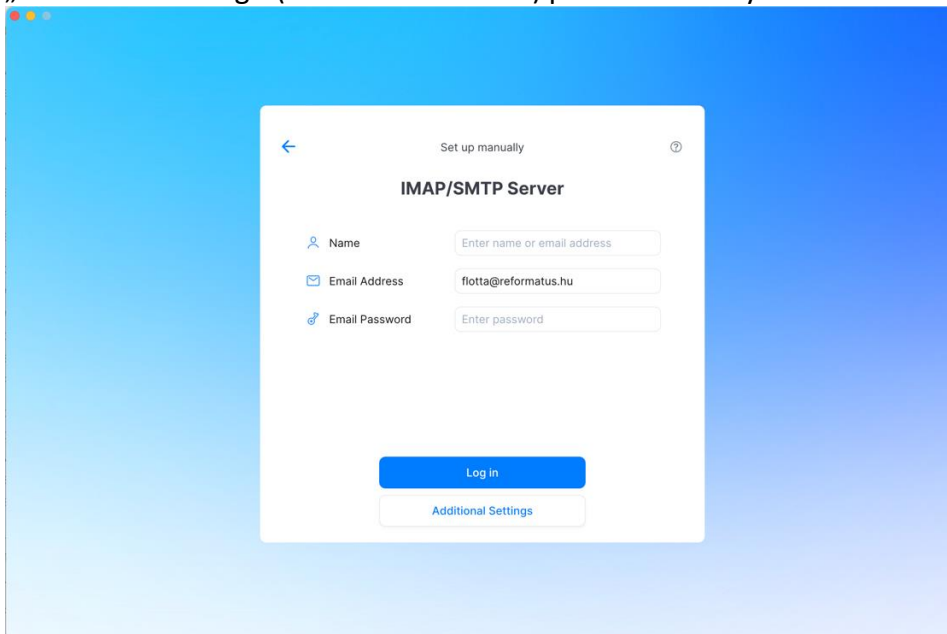 Set up manually
IMAP/SMTP Server
Name
Enter name or email address
Email Address
flotta@reformatus.hu
Email Password
Enter password
Log in
Additional Settings